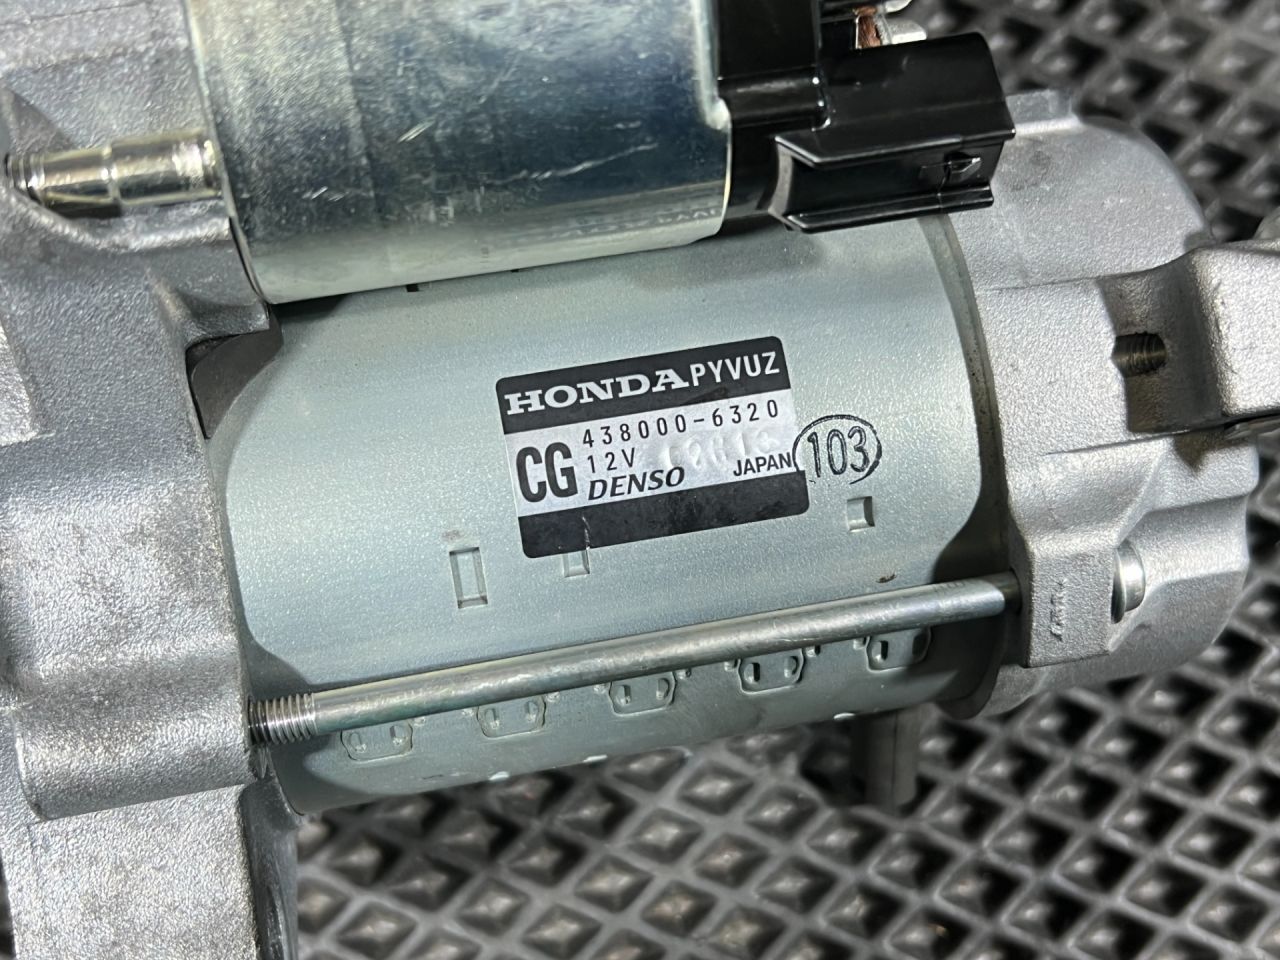 HONDA PYVUZ
438000-6320
CG 12V
DENSO JAPAN
103